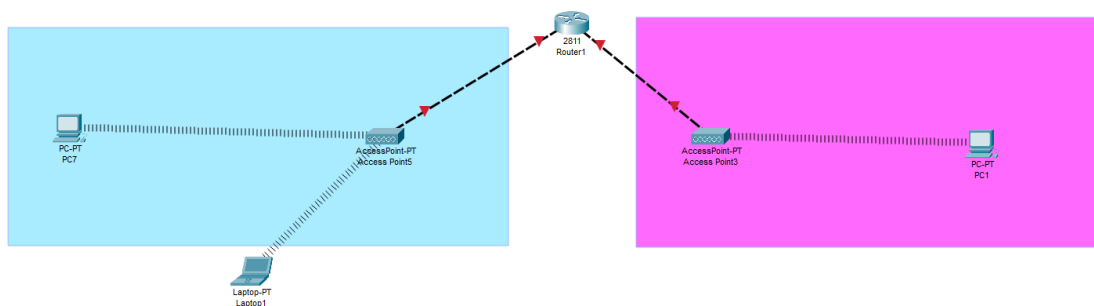 2811
Router1
PC-PT
PC7
AccessPoint-PT
Access Point5
AccessPoint-PT
Access Point3
PC-PT
PC1
Laptop-PT
Laptop1